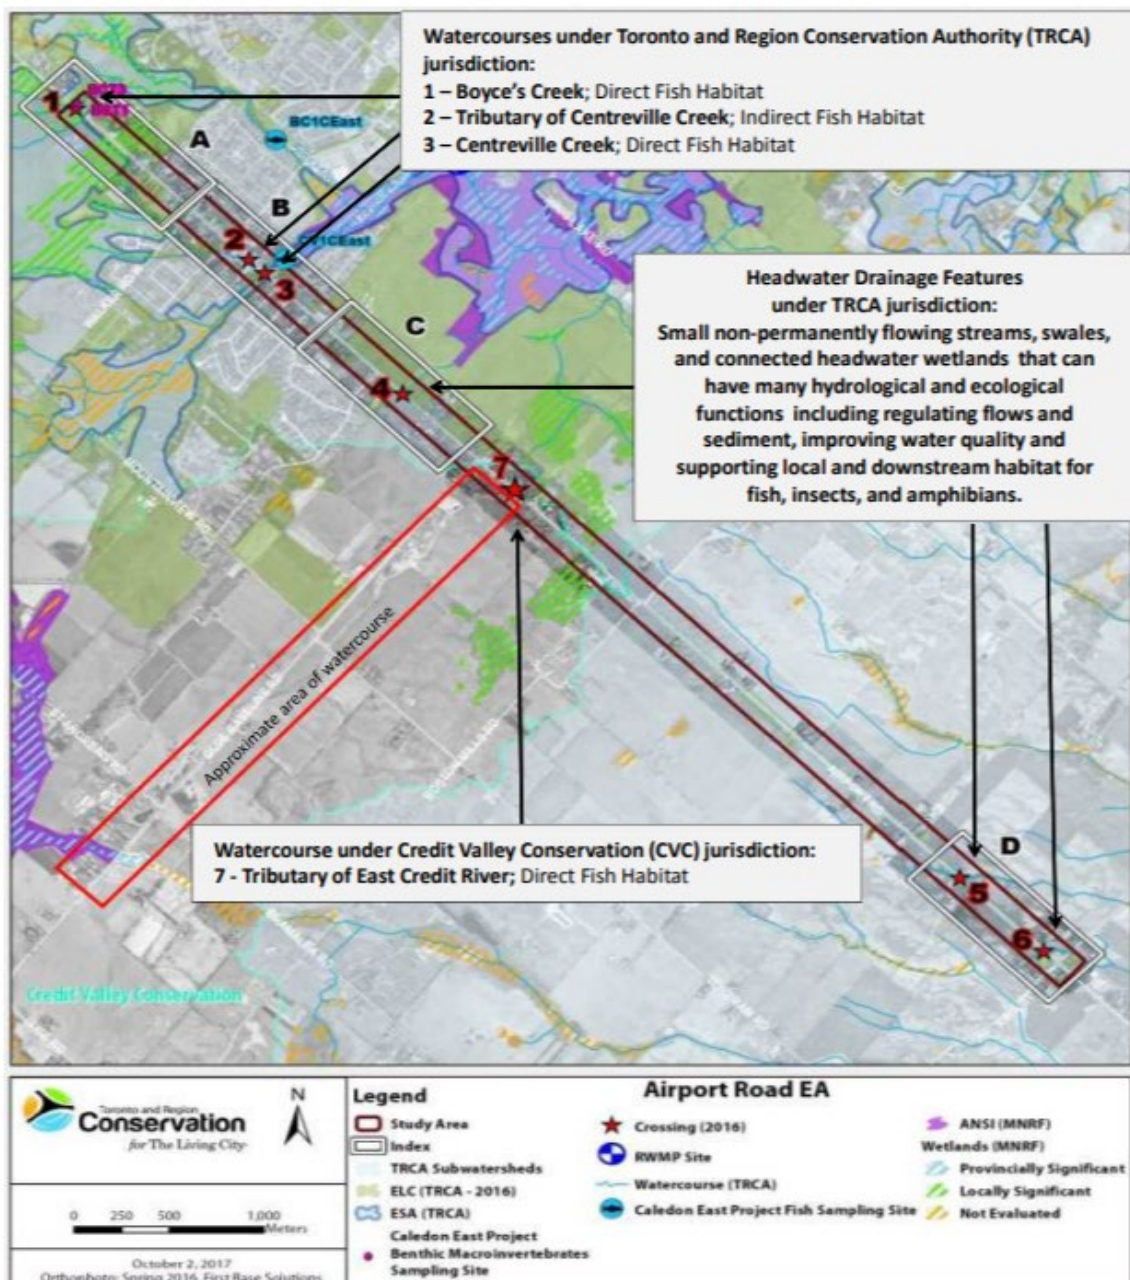 Watercourses under Toronto and Region Conservation Authority (TRCA)
jurisdiction:
1 – Boyce's Creek; Direct Fish Habitat
2 – Tributary of Centreville Creek; Indirect Fish Habitat
3 – Centreville Creek; Direct Fish Habitat
1
A
BC1CEast
B
2
CV1CEast
3
C
4
Headwater Drainage Features
under TRCA jurisdiction:
Small non-permanently flowing streams, swales,
and connected headwater wetlands that can
have many hydrological and ecological
functions including regulating flows and
sediment, improving water quality and
supporting local and downstream habitat for
fish, insects, and amphibians.
7
Approximate area of watercourse
Watercourse under Credit Valley Conservation (CVC) jurisdiction:
7 - Tributary of East Credit River; Direct Fish Habitat
D
5
6
Credit Valley Conservation
Toronto and Region
Conservation
for The Living City
N
0 250 500 1,000
Meters
October 2, 2017
Orthophoto: Spring 2016, First Base Solutions
Airport Road EA
Legend
Study Area
Index
TRCA Subwatersheds
ELC (TRCA - 2016)
ESA (TRCA)
Caledon East Project
Benthic Macroinvertebrates
Sampling Site
Crossing (2016)
RWMP Site
Watercourse (TRCA)
Caledon East Project Fish Sampling Site
ANSI (MNRF)
Wetlands (MNRF)
Provincially Significant
Locally Significant
Not Evaluated